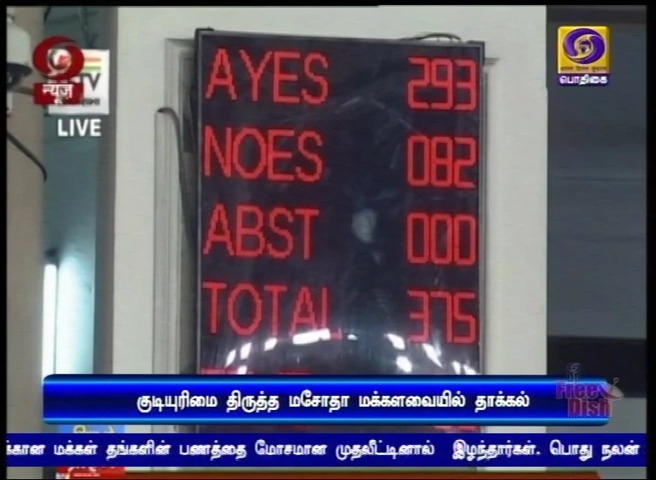 AYES 293
NOES 082
ABST 000
TOTAL 375
न्यूज़
TV
LIVE
பொதிகை
குடியுரிமை திருத்த மசோதா மக்களவையில் தாக்கல்
Free Dish
க்கான மக்கள் தங்களின் பணத்தை மோசமான முதலீட்டினால் இழந்தார்கள். பொது நலன்